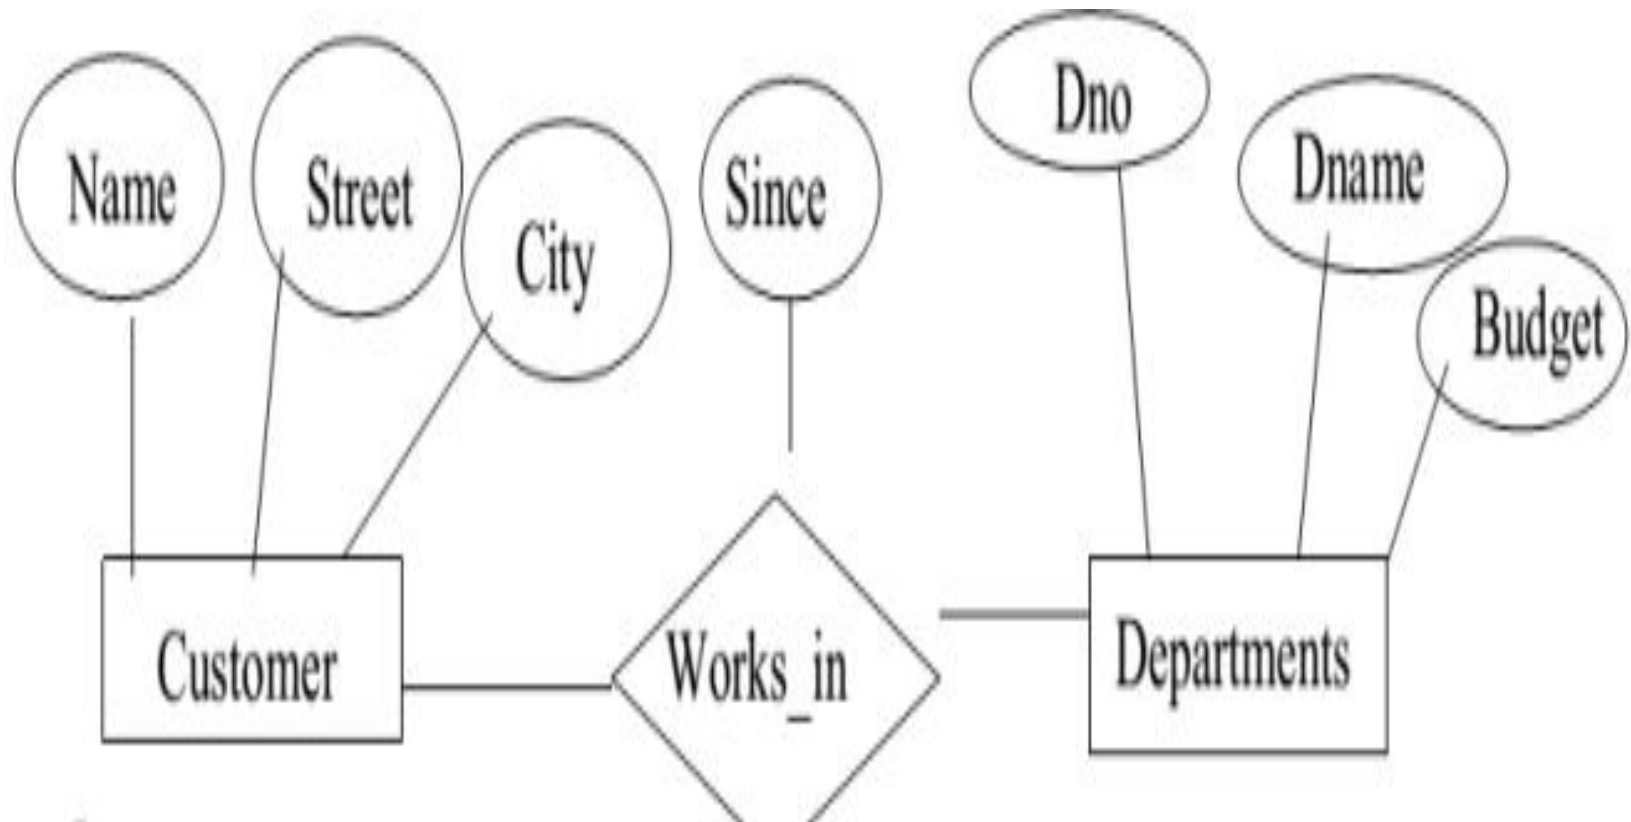 Name
Street
City
Since
Dno
Dname
Budget
Customer
Works_in
Departments